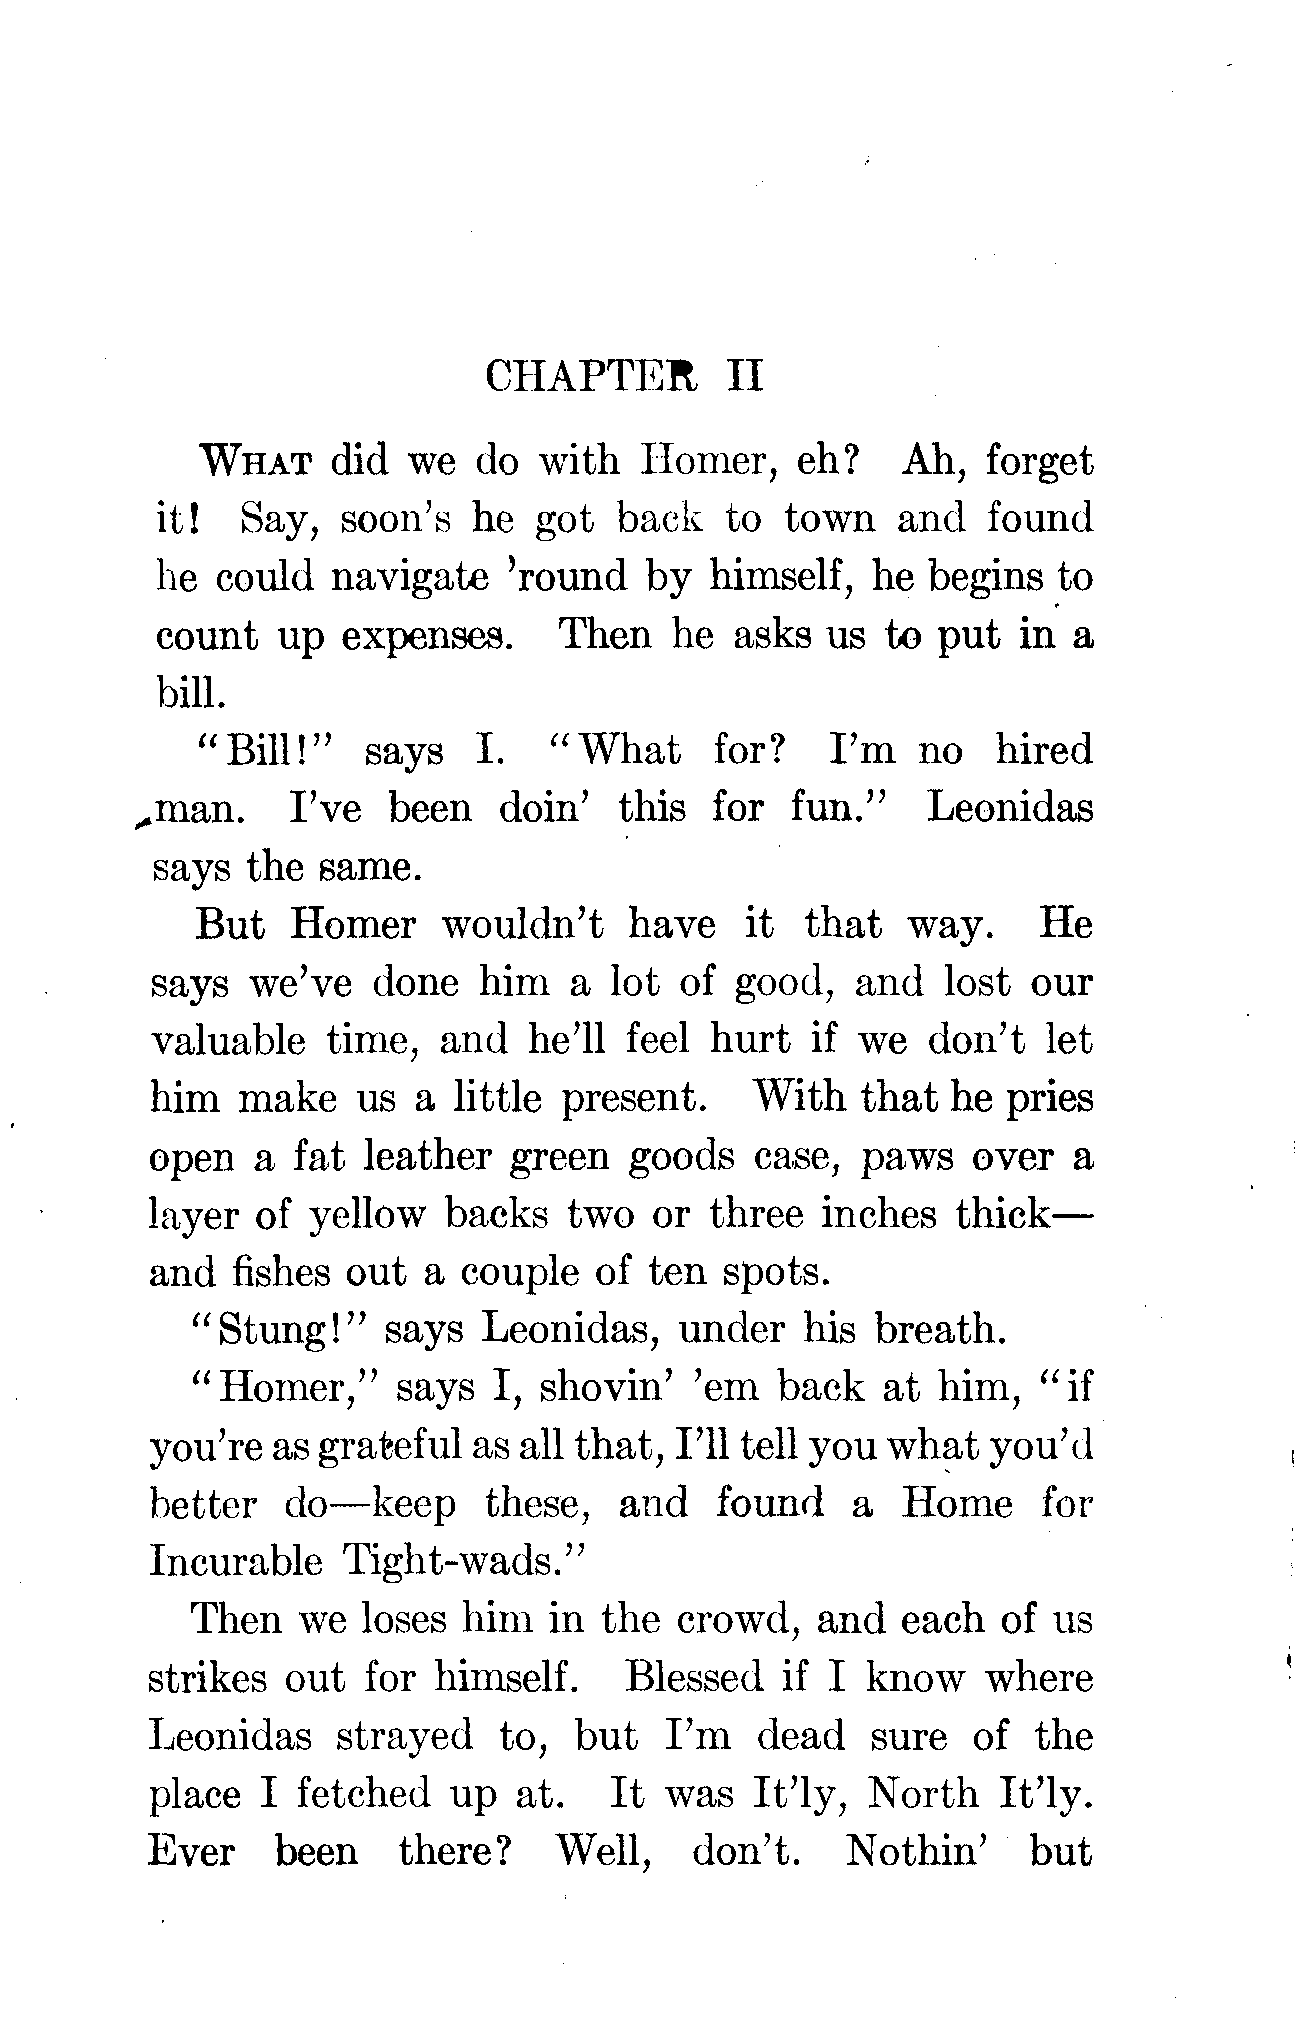 CHAPTER II
WHAT did we do with Homer, eh? Ah, forget
it! Say, soon's he got back to town and found
he could navigate 'round by himself, he begins to
count up expenses. Then he asks us to put in a
bill.
"Bill!" says I. "What for? I'm no hired
man. I've been doin' this for fun." Leonidas
says the same.
But Homer wouldn't have it that way. He
says we've done him a lot of good, and lost our
valuable time, and he'll feel hurt if we don't let
him make us a little present. With that he pries
open a fat leather green goods case, paws over a
layer of yellow backs two or three inches thick—
and fishes out a couple of ten spots.
"Stung!" says Leonidas, under his breath.
"Homer," says I, shovin' 'em back at him, "if
you're as grateful as all that, I'll tell you what you'd
better do—keep these, and found a Home for
Incurable Tight-wads."
Then we loses him in the crowd, and each of us
strikes out for himself. Blessed if I know where
Leonidas strayed to, but I'm dead sure of the
place I fetched up at. It was It'ly, North It'ly.
Ever been there? Well, don't. Nothin' but